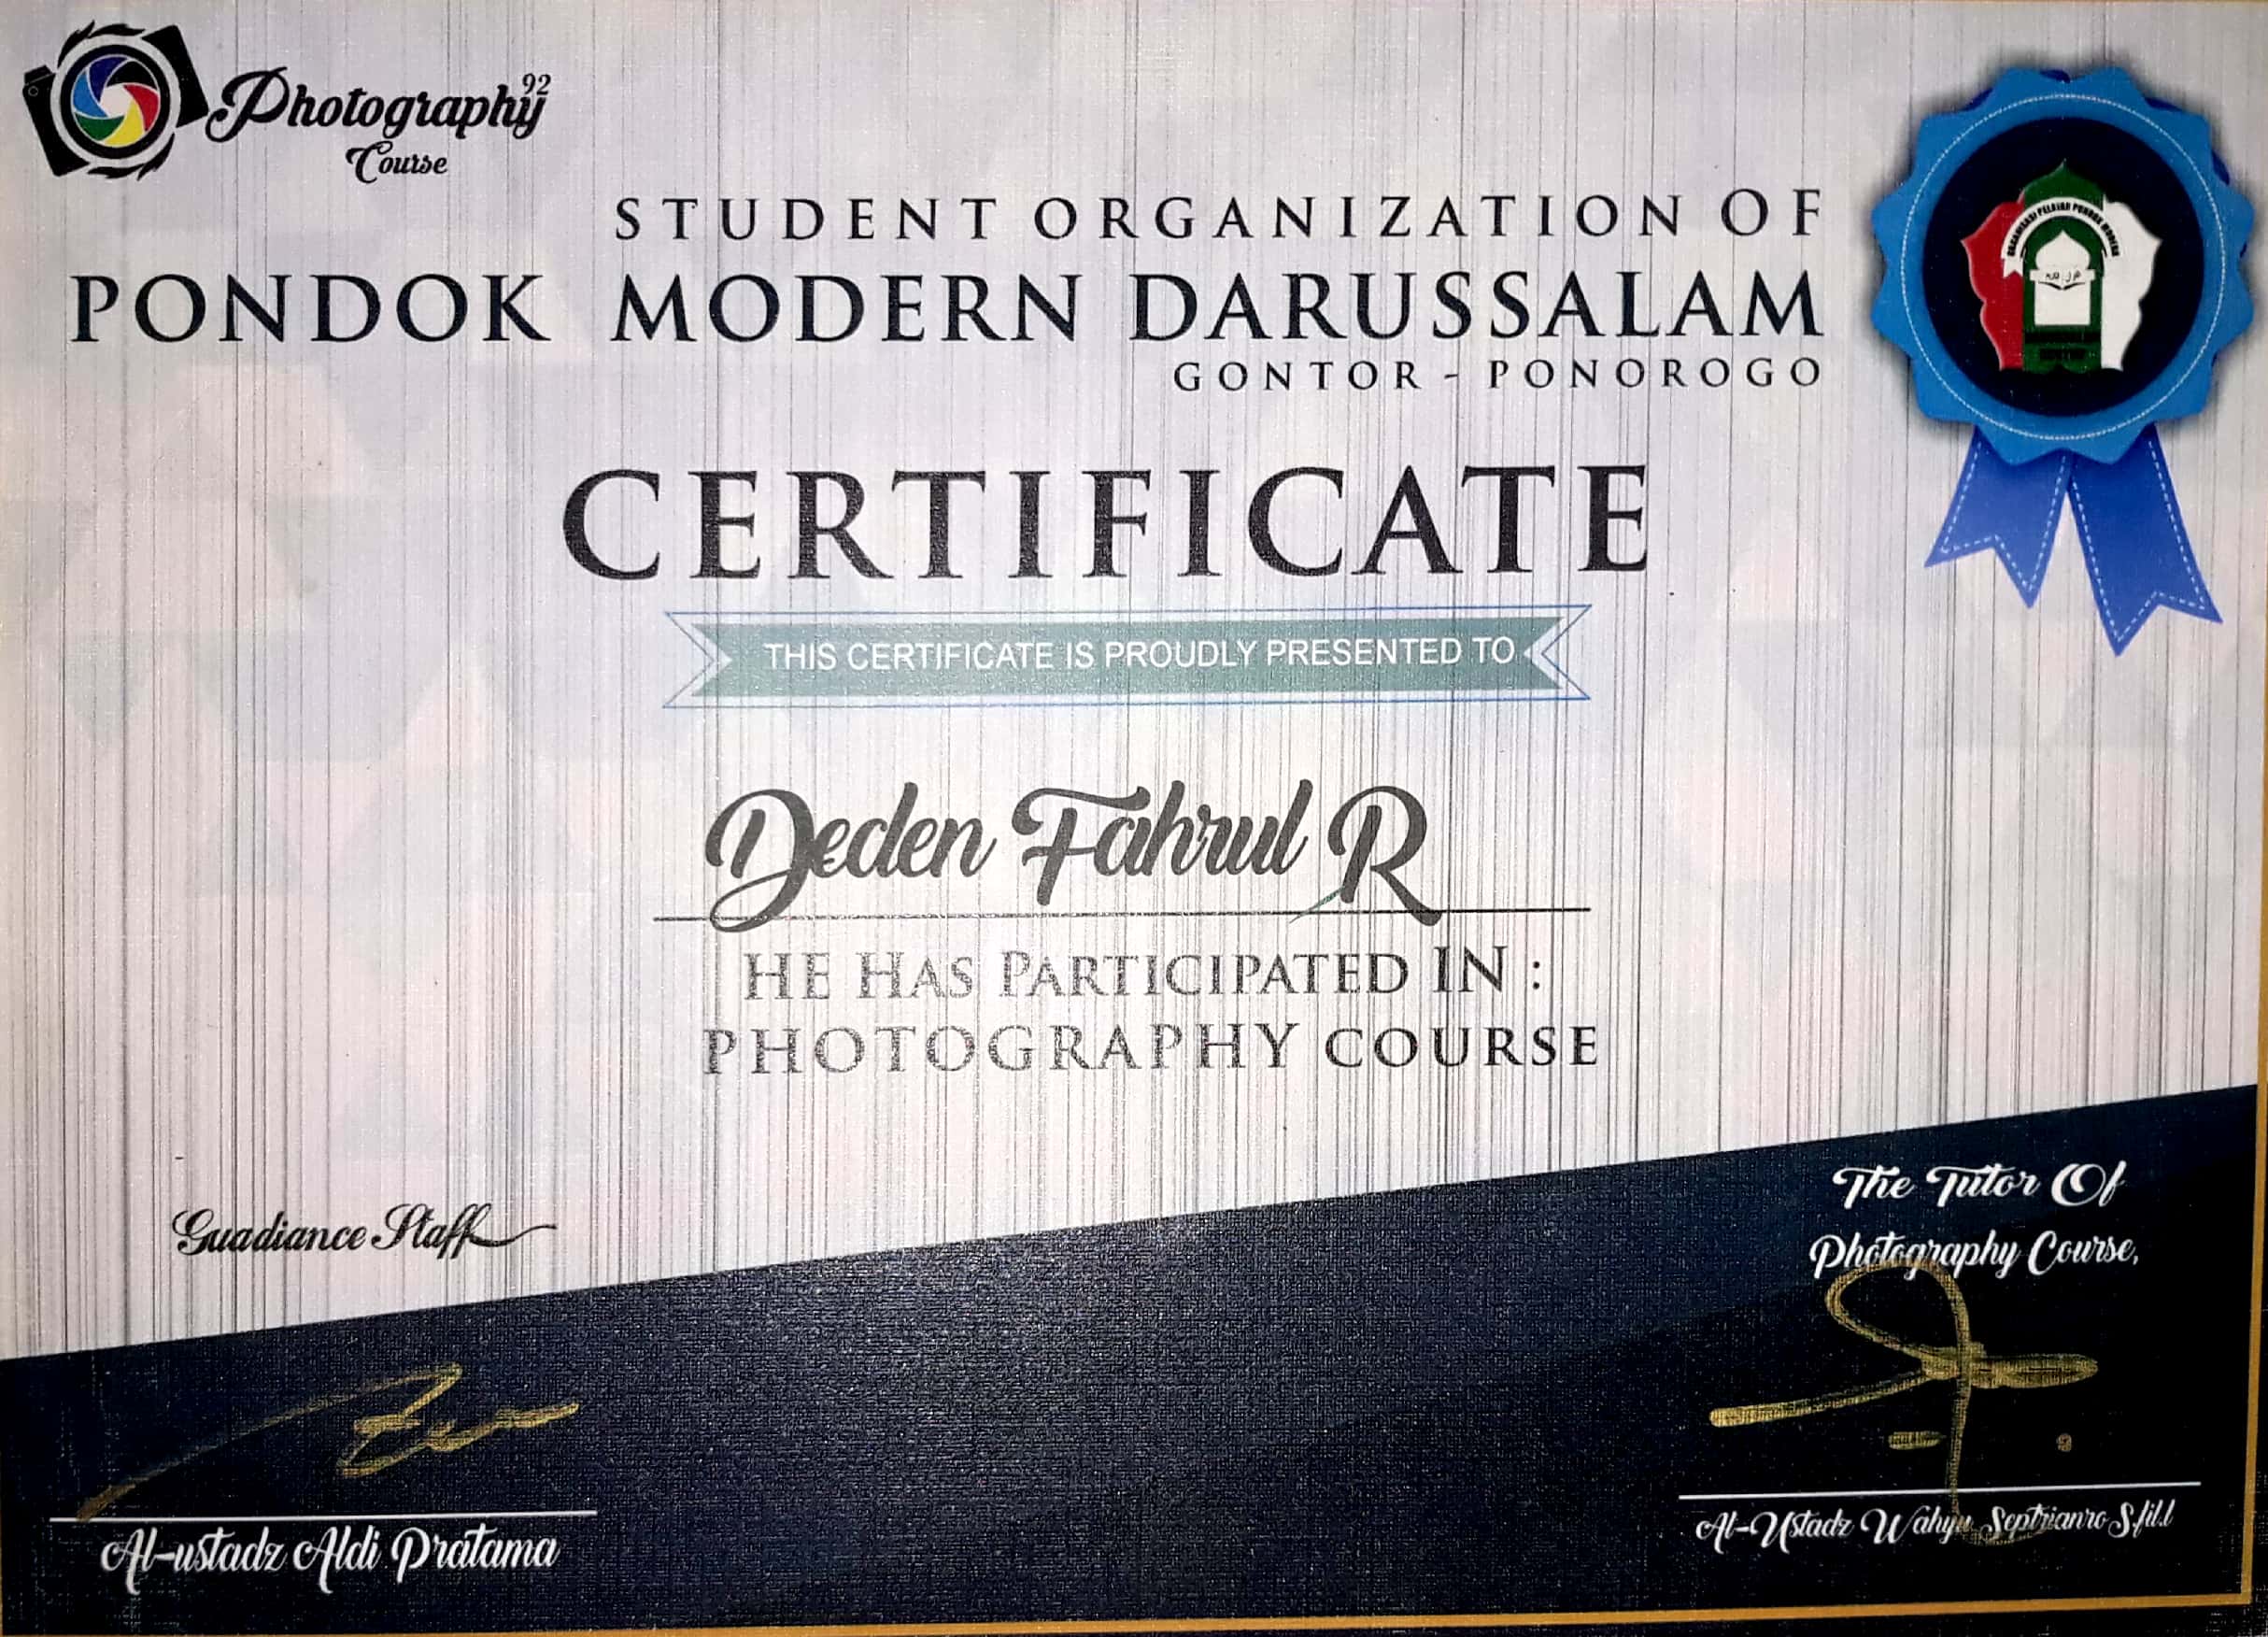 Photography 92
Course
STUDENT ORGANIZATION OF
PONDOK MODERN DARUSSALAM
GONTOR - PONOROGO
ORGANISASI PELAJAR PONDOK MODERN
CERTIFICATE
THIS CERTIFICATE IS PROUDLY PRESENTED TO
Deden Fahrul R
HE HAS PARTICIPATED IN :
PHOTOGRAPHY COURSE
Guadiance Staff
The Tutor Of
Photography Course,
Al-ustadz Aldi Pratama
Al-Ustadz Wahyu S.fil.I